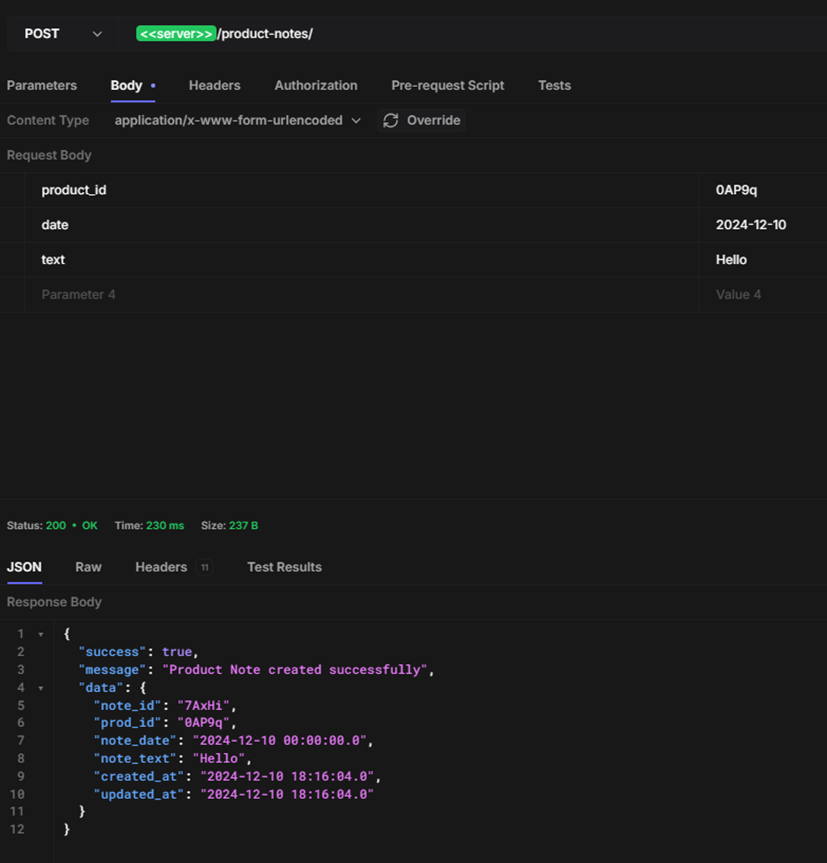 POST <<server>>/product-notes/
Parameters Body • Headers Authorization Pre-request Script Tests
Content Type application/x-www-form-urlencoded Override
Request Body
product_id 0AP9q
date 2024-12-10
text Hello
Parameter 4 Value 4
Status: 200 • OK Time: 230 ms Size: 237 B
JSON Raw Headers 11 Test Results
Response Body
1 {
2 "success": true,
3 "message": "Product Note created successfully",
4 "data": {
5 "note_id": "7AxHi",
6 "prod_id": "0AP9q",
7 "note_date": "2024-12-10 00:00:00.0",
8 "note_text": "Hello",
9 "created_at": "2024-12-10 18:16:04.0",
10 "updated_at": "2024-12-10 18:16:04.0"
11 }
12 }